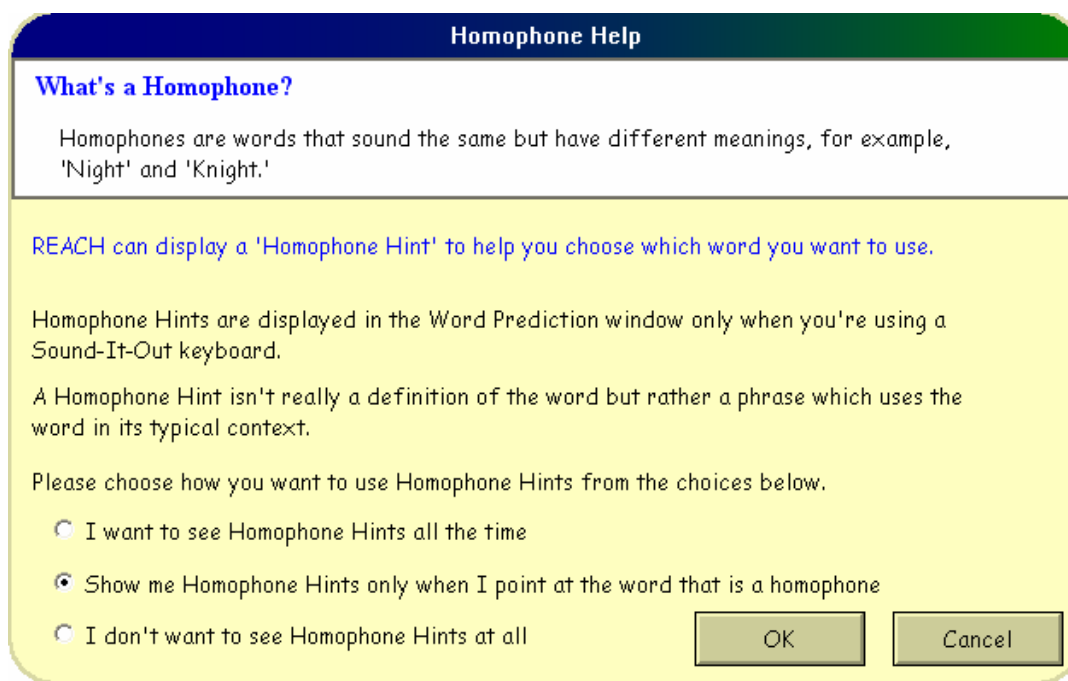 Homophone Help
What's a Homophone?
Homophones are words that sound the same but have different meanings, for example,
'Night' and 'Knight.'
REACH can display a 'Homophone Hint' to help you choose which word you want to use.
Homophone Hints are displayed in the Word Prediction window only when you're using a
Sound-It-Out keyboard.
A Homophone Hint isn't really a definition of the word but rather a phrase which uses the
word in its typical context.
Please choose how you want to use Homophone Hints from the choices below.
I want to see Homophone Hints all the time
Show me Homophone Hints only when I point at the word that is a homophone
I don't want to see Homophone Hints at all
OK
Cancel